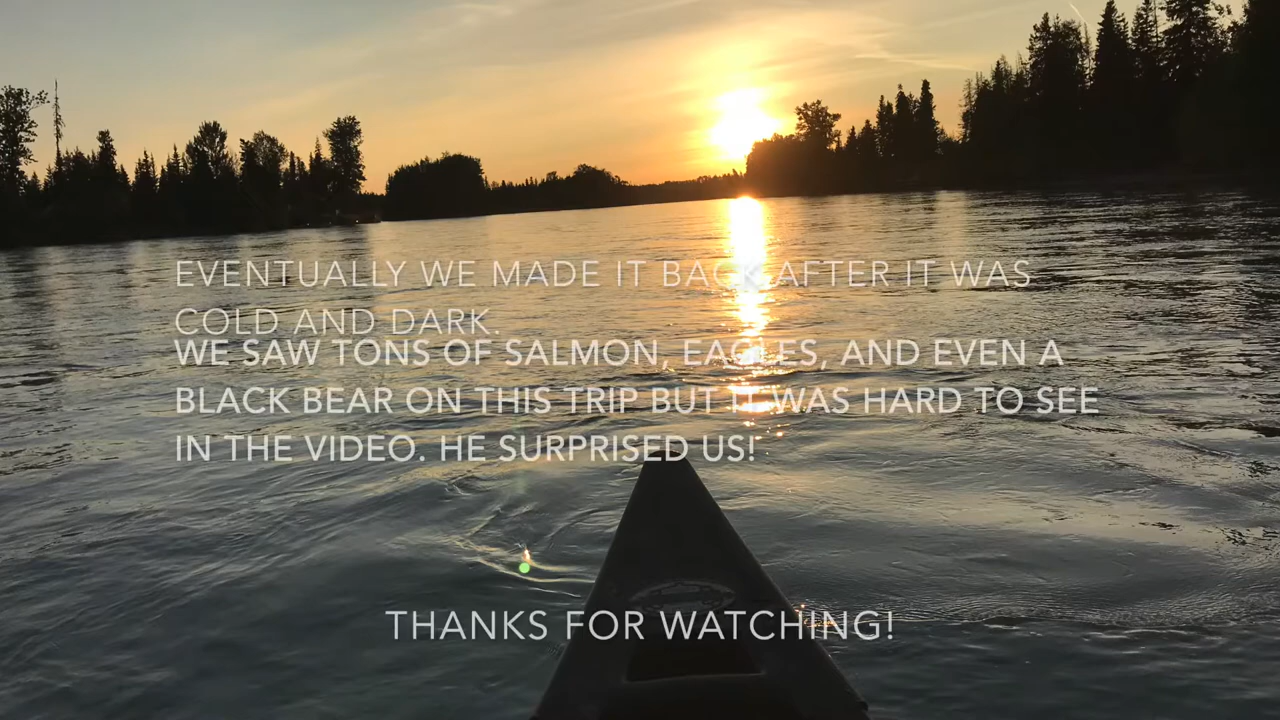 EVENTUALLY WE MADE IT BACK AFTER IT WAS
COLD AND DARK.
WE SAW TONS OF SALMON, EAGLES, AND EVEN A
BLACK BEAR ON THIS TRIP BUT IT WAS HARD TO SEE
IN THE VIDEO. HE SURPRISED US!
THANKS FOR WATCHING!